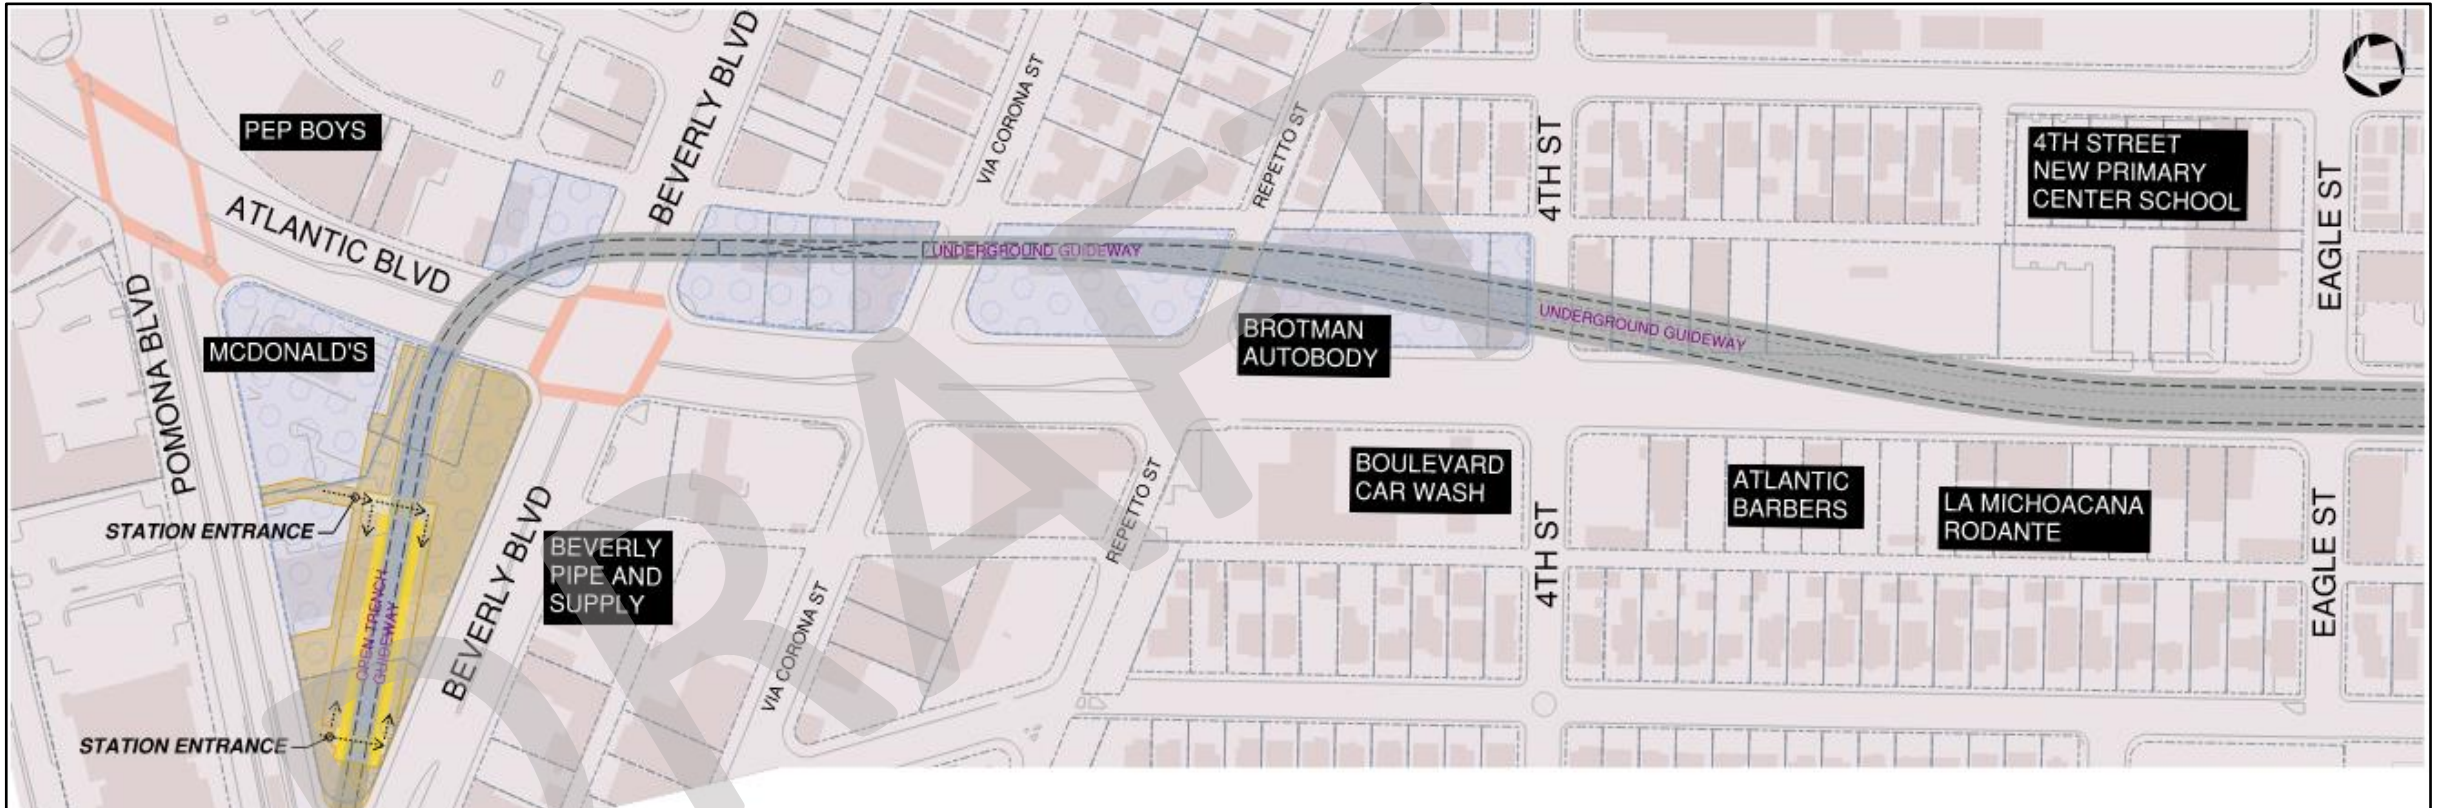 PEP BOYS
BEVERLY BLVD
VIA CORONA ST
REPETTO ST
4TH ST
4TH STREET
NEW PRIMARY
CENTER SCHOOL
EAGLE ST
ATLANTIC BLVD
UNDERGROUND GUIDEWAY
POMONA BLVD
MCDONALD'S
BROTMAN
AUTOBODY
UNDERGROUND GUIDEWAY
STATION ENTRANCE
BEVERLY BLVD
BEVERLY
PIPE AND
SUPPLY
OPEN TRENCH
GUIDEWAY
VIA CORONA ST
REPETTO ST
BOULEVARD
CAR WASH
4TH ST
ATLANTIC
BARBERS
LA MICHOACANA
RODANTE
EAGLE ST
STATION ENTRANCE
DRAFT